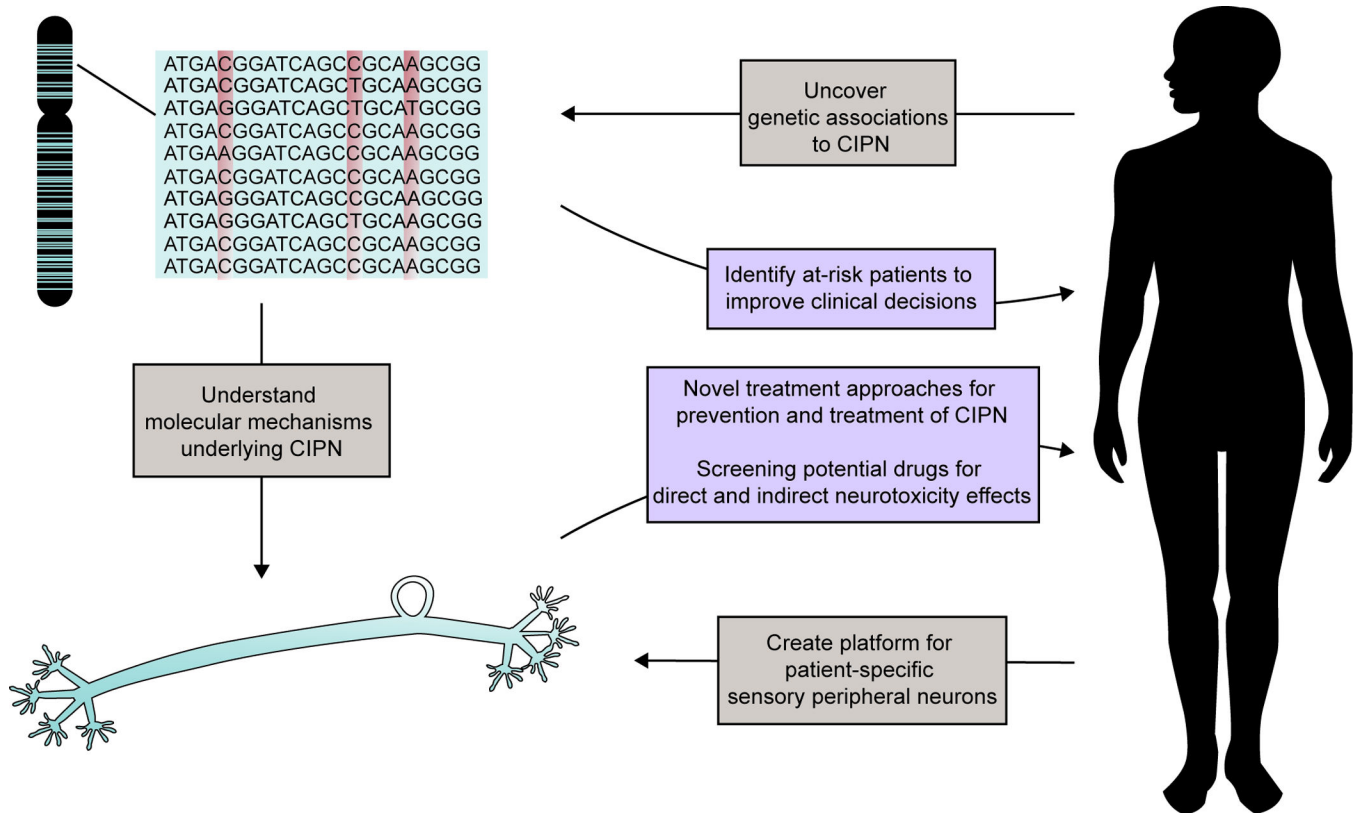 ATGACGGATCAGCCGCAAGCGG
ATGACGGATCAGCTGCAAGCGG
ATGAGGGATCAGCTGCATGCGG
ATGACGGATCAGCCGCAAGCGG
ATGAAGGATCAGCCGCAAGCGG
ATGACGGATCAGCCGCAAGCGG
ATGAGGGATCAGCCGCAAGCGG
ATGAGGGATCAGCTGCAAGCGG
ATGACGGATCAGCCGCAAGCGG
ATGACGGATCAGCCGCAAGCGG
Uncover
genetic associations
to CIPN
Identify at-risk patients to
improve clinical decisions
Understand
molecular mechanisms
underlying CIPN
Novel treatment approaches for
prevention and treatment of CIPN
Screening potential drugs for
direct and indirect neurotoxicity effects
Create platform for
patient-specific
sensory peripheral neurons